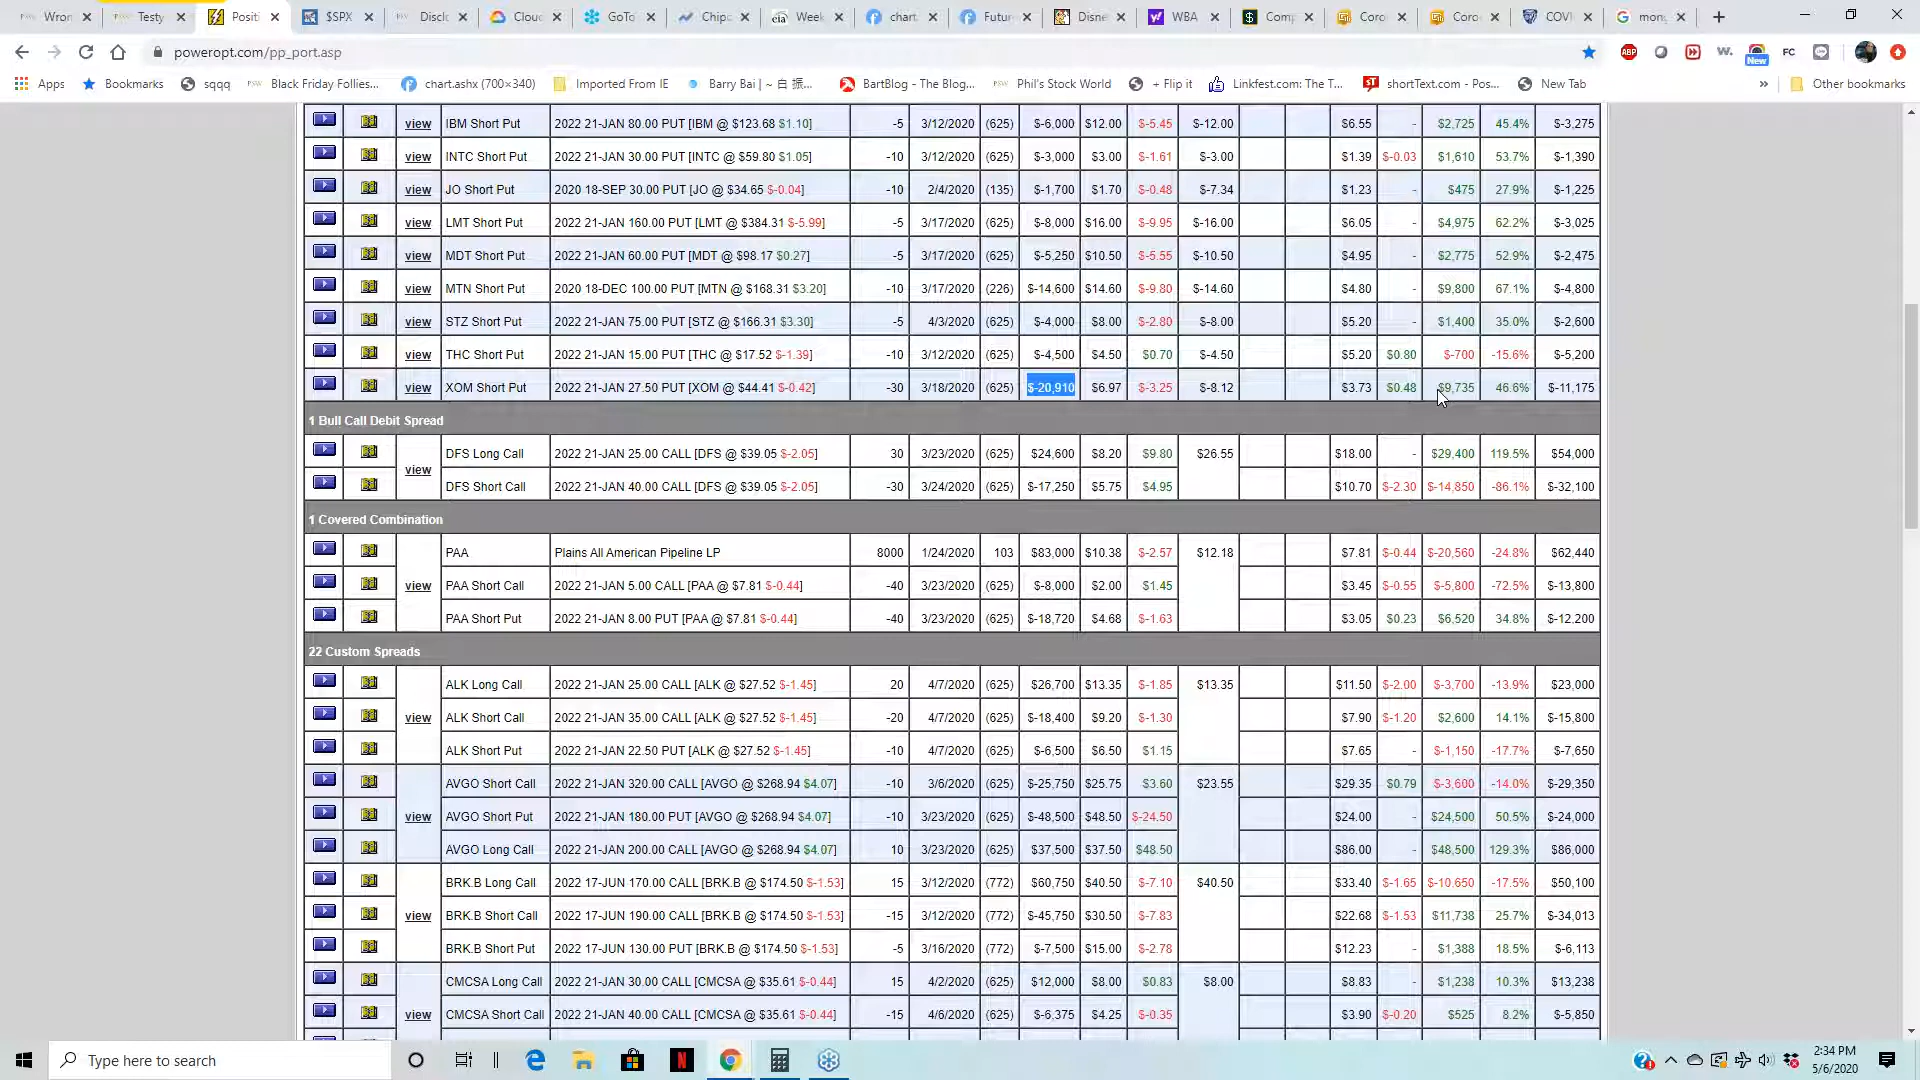 Wron
Testy
Positi
$SPX
Disclo
Cloud
GoTo
Chipo
eia Week
chart
Futur
Disne
WBA
Comp
Coro
Coro
COVI
mon
poweropt.com/pp_port.asp
ABP
W.
New
FC
Apps
Bookmarks
sqqq
Black Friday Follies...
chart.ashx (700×340)
Imported From IE
Barry Bai | ~ 白 振...
BartBlog - The Blog...
Phil's Stock World
+ Flip it
Linkfest.com: The T...
shortText.com - Pos...
New Tab
»
Other bookmarks
view IBM Short Put 2022 21-JAN 80.00 PUT [IBM @ $123.68 $1.10] -5 3/12/2020 (625) $-6,000 $12.00 $-5.45 $-12.00 $6.55 - $2,725 45.4% $-3,275
view INTC Short Put 2022 21-JAN 30.00 PUT [INTC @ $59.80 $1.05] -10 3/12/2020 (625) $-3,000 $3.00 $-1.61 $-3.00 $1.39 $-0.03 $1,610 53.7% $-1,390
view JO Short Put 2020 18-SEP 30.00 PUT [JO @ $34.65 $-0.04] -10 2/4/2020 (135) $-1,700 $1.70 $-0.48 $-7.34 $1.23 - $475 27.9% $-1,225
view LMT Short Put 2022 21-JAN 160.00 PUT [LMT @ $384.31 $-5.99] -5 3/17/2020 (625) $-8,000 $16.00 $-9.95 $-16.00 $6.05 - $4,975 62.2% $-3,025
view MDT Short Put 2022 21-JAN 60.00 PUT [MDT @ $98.17 $0.27] -5 3/17/2020 (625) $-5,250 $10.50 $-5.55 $-10.50 $4.95 - $2,775 52.9% $-2,475
view MTN Short Put 2020 18-DEC 100.00 PUT [MTN @ $168.31 $3.20] -10 3/17/2020 (226) $-14,600 $14.60 $-9.80 $-14.60 $4.80 - $9,800 67.1% $-4,800
view STZ Short Put 2022 21-JAN 75.00 PUT [STZ @ $166.31 $3.30] -5 4/3/2020 (625) $-4,000 $8.00 $-2.80 $-8.00 $5.20 - $1,400 35.0% $-2,600
view THC Short Put 2022 21-JAN 15.00 PUT [THC @ $17.52 $-1.39] -10 3/12/2020 (625) $-4,500 $4.50 $0.70 $-4.50 $5.20 $0.80 $-700 -15.6% $-5,200
view XOM Short Put 2022 21-JAN 27.50 PUT [XOM @ $44.41 $-0.42] -30 3/18/2020 (625) $-20,910 $6.97 $-3.25 $-8.12 $3.73 $0.48 $9,735 46.6% $-11,175
1 Bull Call Debit Spread
view DFS Long Call 2022 21-JAN 25.00 CALL [DFS @ $39.05 $-2.05] 30 3/23/2020 (625) $24,600 $8.20 $9.80 $26.55 $18.00 - $29,400 119.5% $54,000
DFS Short Call 2022 21-JAN 40.00 CALL [DFS @ $39.05 $-2.05] -30 3/24/2020 (625) $-17,250 $5.75 $4.95 $10.70 $-2.30 $-14,850 -86.1% $-32,100
1 Covered Combination
PAA Plains All American Pipeline LP 8000 1/24/2020 103 $83,000 $10.38 $-2.57 $12.18 $7.81 $-0.44 $-20,560 -24.8% $62,440
view PAA Short Call 2022 21-JAN 5.00 CALL [PAA @ $7.81 $-0.44] -40 3/23/2020 (625) $-8,000 $2.00 $1.45 $3.45 $-0.55 $-5,800 -72.5% $-13,800
PAA Short Put 2022 21-JAN 8.00 PUT [PAA @ $7.81 $-0.44] -40 3/23/2020 (625) $-18,720 $4.68 $-1.63 $3.05 $0.23 $6,520 34.8% $-12,200
22 Custom Spreads
ALK Long Call 2022 21-JAN 25.00 CALL [ALK @ $27.52 $-1.45] 20 4/7/2020 (625) $26,700 $13.35 $-1.85 $13.35 $11.50 $-2.00 $-3,700 -13.9% $23,000
view ALK Short Call 2022 21-JAN 35.00 CALL [ALK @ $27.52 $-1.45] -20 4/7/2020 (625) $-18,400 $9.20 $-1.30 $7.90 $-1.20 $2,600 14.1% $-15,800
ALK Short Put 2022 21-JAN 22.50 PUT [ALK @ $27.52 $-1.45] -10 4/7/2020 (625) $-6,500 $6.50 $1.15 $7.65 - $-1,150 -17.7% $-7,650
AVGO Short Call 2022 21-JAN 320.00 CALL [AVGO @ $268.94 $4.07] -10 3/6/2020 (625) $-25,750 $25.75 $3.60 $23.55 $29.35 $0.79 $-3,600 -14.0% $-29,350
view AVGO Short Put 2022 21-JAN 180.00 PUT [AVGO @ $268.94 $4.07] -10 3/23/2020 (625) $-48,500 $48.50 $-24.50 $24.00 - $24,500 50.5% $-24,000
AVGO Long Call 2022 21-JAN 200.00 CALL [AVGO @ $268.94 $4.07] 10 3/23/2020 (625) $37,500 $37.50 $48.50 $86.00 - $48,500 129.3% $86,000
BRK.B Long Call 2022 17-JUN 170.00 CALL [BRK.B @ $174.50 $-1.53] 15 3/12/2020 (772) $60,750 $40.50 $-7.10 $40.50 $33.40 $-1.65 $-10,650 -17.5% $50,100
view BRK.B Short Call 2022 17-JUN 190.00 CALL [BRK.B @ $174.50 $-1.53] -15 3/12/2020 (772) $-45,750 $30.50 $-7.83 $22.68 $-1.53 $11,738 25.7% $-34,013
BRK.B Short Put 2022 17-JUN 130.00 PUT [BRK.B @ $174.50 $-1.53] -5 3/16/2020 (772) $-7,500 $15.00 $-2.78 $12.23 - $1,388 18.5% $-6,113
CMCSA Long Call 2022 21-JAN 30.00 CALL [CMCSA @ $35.61 $-0.44] 15 4/2/2020 (625) $12,000 $8.00 $0.83 $8.00 $8.83 - $1,238 10.3% $13,238
view CMCSA Short Call 2022 21-JAN 40.00 CALL [CMCSA @ $35.61 $-0.44] -15 4/6/2020 (625) $-6,375 $4.25 $-0.35 $3.90 $-0.20 $525 8.2% $-5,850
Type here to search
2:34 PM
5/6/2020